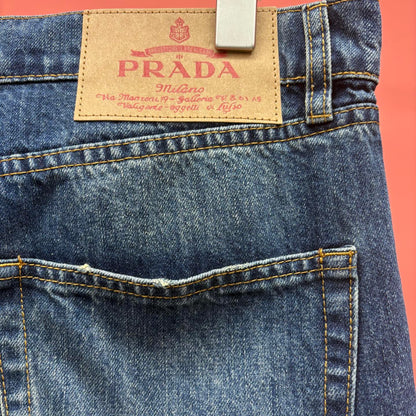 PRADA
Milano
Via Manzoni 19 - Galleria V. E. 63 65
Valigerie - oggetti di lusso